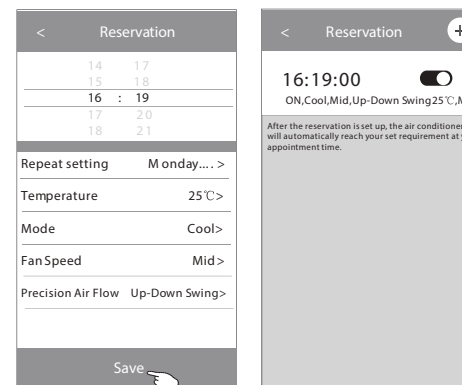 < Reservation
14 17
15 18
16 : 19
17 20
18 21
Repeat setting Monday.... >
Temperature 25℃>
Mode Cool>
Fan Speed Mid>
Precision Air Flow Up-Down Swing>
Save
< Reservation +
16:19:00
ON,Cool,Mid,Up-Down Swing25℃,M
After the reservation is set up, the air conditioner
will automatically reach your set requirement at
appointment time.